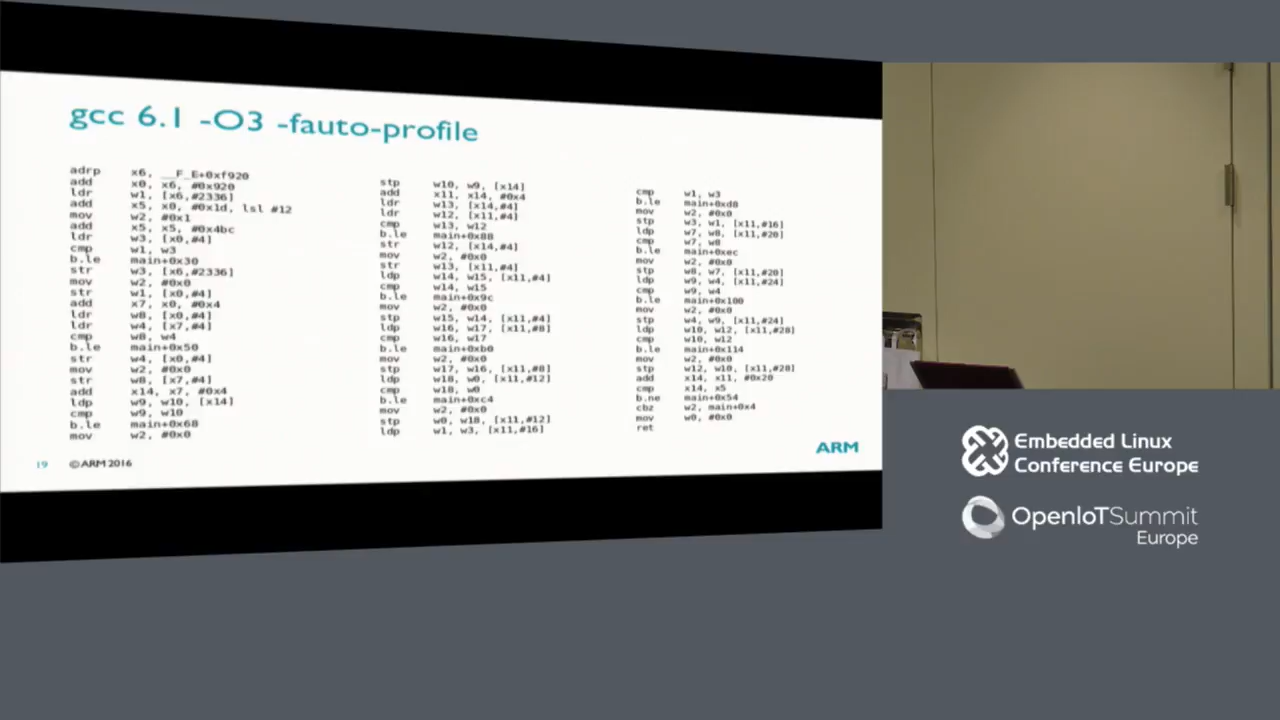 gcc 6.1 -O3 -fauto-profile
adrp x6, __F_E+0xf920
add x0, x6, #0x920
ldr w1, [x6,#2336]
add x5, x0, #0x1d, lsl #12
mov w2, #0x1
add x5, x5, #0x4bc
ldr w3, [x0,#4]
cmp w1, w3
b.le main+0x30
str w3, [x6,#2336]
mov w2, #0x0
str w1, [x0,#4]
add x7, x0, #0x4
ldr w8, [x0,#4]
ldr w4, [x7,#4]
cmp w8, w4
b.le main+0x50
str w4, [x0,#4]
mov w2, #0x0
str w8, [x7,#4]
add x14, x7, #0x4
ldp w9, w10, [x14]
cmp w9, w10
b.le main+0x68
mov w2, #0x0
stp w10, w9, [x14]
add x11, x14, #0x4
ldr w13, [x14,#4]
ldr w12, [x11,#4]
cmp w13, w12
b.le main+0x88
str w12, [x14,#4]
mov w2, #0x0
str w13, [x11,#4]
ldp w14, w15, [x11,#4]
cmp w14, w15
b.le main+0x9c
mov w2, #0x0
stp w15, w14, [x11,#4]
ldp w16, w17, [x11,#8]
cmp w16, w17
b.le main+0xb0
mov w2, #0x0
stp w17, w16, [x11,#8]
ldp w18, w0, [x11,#12]
cmp w18, w0
b.le main+0xc4
mov w2, #0x0
stp w0, w18, [x11,#12]
ldp w1, w3, [x11,#16]
cmp w1, w3
b.le main+0xd8
mov w2, #0x0
stp w3, w1, [x11,#16]
ldp w7, w8, [x11,#20]
cmp w7, w8
b.le main+0xec
mov w2, #0x0
stp w8, w7, [x11,#20]
ldp w9, w4, [x11,#24]
cmp w9, w4
b.le main+0x100
mov w2, #0x0
stp w4, w9, [x11,#24]
ldp w10, w12, [x11,#28]
cmp w10, w12
b.le main+0x114
mov w2, #0x0
stp w12, w10, [x11,#28]
add x14, x11, #0x20
cmp x14, x5
b.ne main+0x54
cbz w2, main+0x4
mov w0, #0x0
ret
19 ©ARM 2016
ARM
Embedded Linux
Conference Europe
OpenIoTSummit
Europe